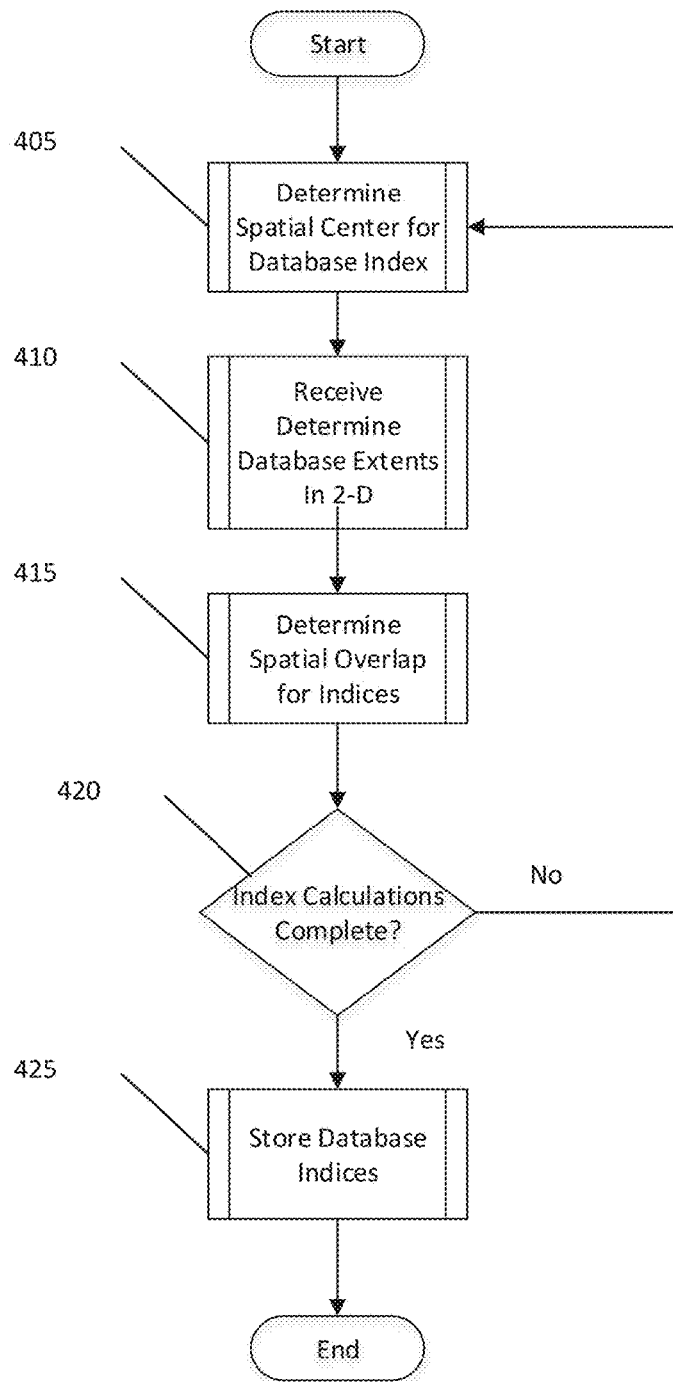 Start
405
Determine
Spatial Center for
Database Index
410
Receive
Determine
Database Extents
In 2-D
415
Determine
Spatial Overlap
for Indices
420
Index Calculations
Complete?
No
Yes
425
Store Database
Indices
End